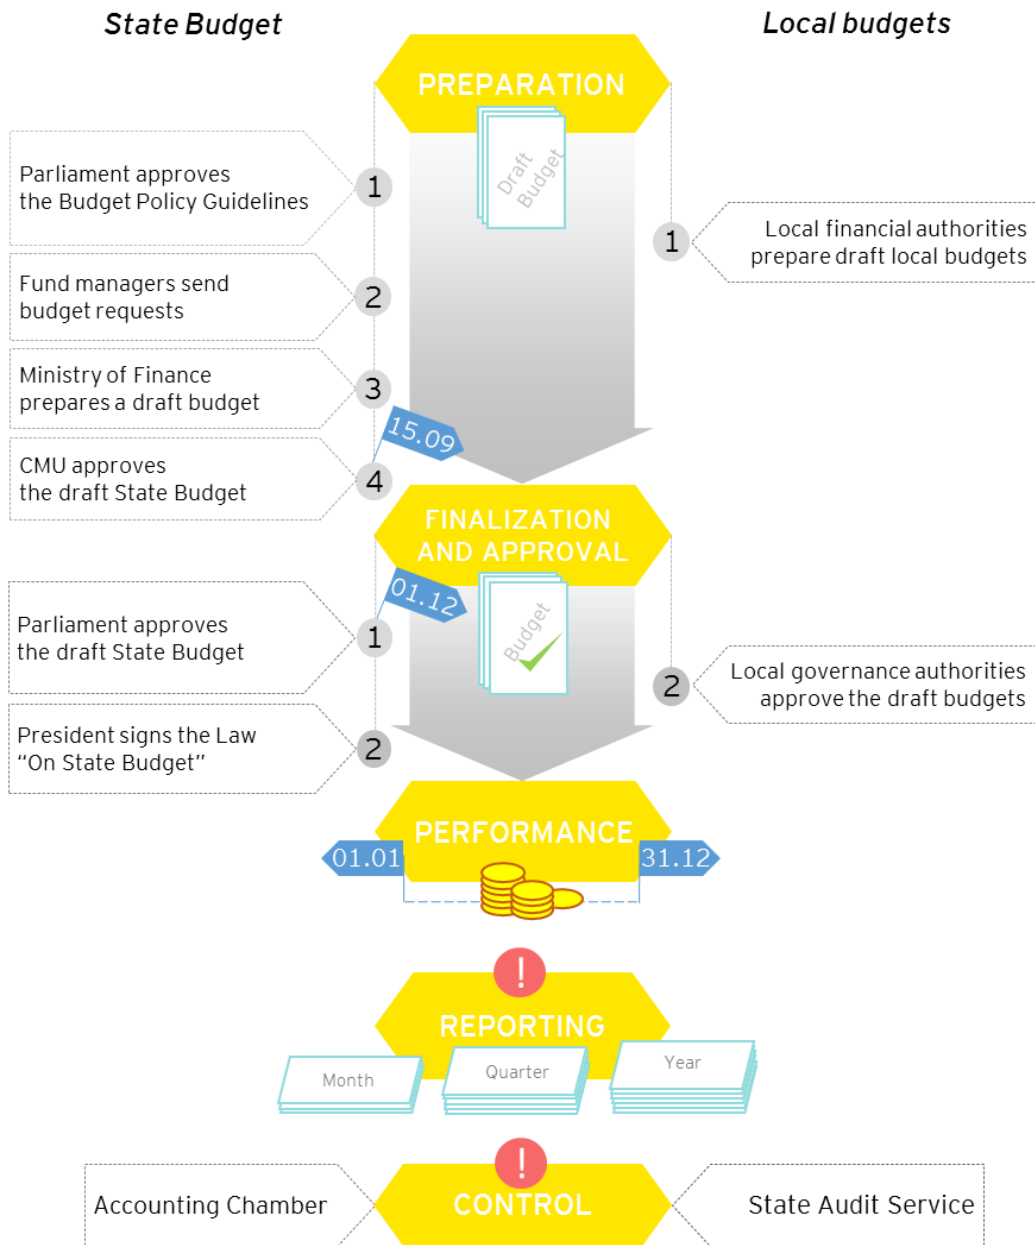 State Budget
Local budgets
PREPARATION
Draft
Budget
1
Parliament approves
the Budget Policy Guidelines
1
Local financial authorities
prepare draft local budgets
2
Fund managers send
budget requests
3
Ministry of Finance
prepares a draft budget
15.09
4
CMU approves
the draft State Budget
FINALIZATION
AND APPROVAL
01.12
Budget
1
Parliament approves
the draft State Budget
2
Local governance authorities
approve the draft budgets
2
President signs the Law
“On State Budget”
PERFORMANCE
01.01
31.12
!
REPORTING
Month
Quarter
Year
!
Accounting Chamber
CONTROL
State Audit Service